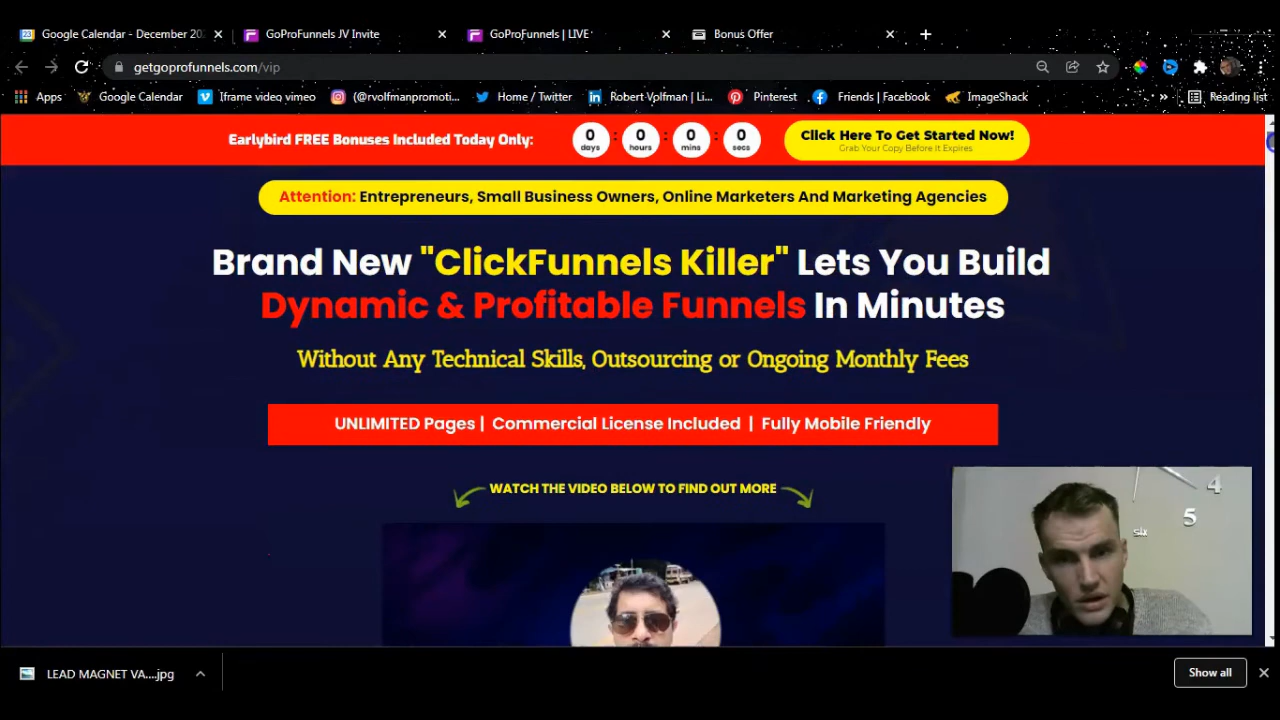 Google Calendar - December 20
GoProFunnels JV Invite
GoProFunnels | LIVE
Bonus Offer
getgoprofunnels.com/vip
Apps
Google Calendar
Iframe video vimeo
(@rvolfmanpromoti...
Home / Twitter
Robert Volfman | Li...
Pinterest
Friends | Facebook
ImageShack
Reading list
Earlybird FREE Bonuses Included Today Only:
0 days : 0 hours : 0 mins : 0 secs
Click Here To Get Started Now!
Grab Your Copy Before It Expires
Attention: Entrepreneurs, Small Business Owners, Online Marketers And Marketing Agencies
Brand New "ClickFunnels Killer" Lets You Build
Dynamic & Profitable Funnels In Minutes
Without Any Technical Skills, Outsourcing or Ongoing Monthly Fees
UNLIMITED Pages | Commercial License Included | Fully Mobile Friendly
WATCH THE VIDEO BELOW TO FIND OUT MORE
4
5
six
LEAD MAGNET VA....jpg
Show all